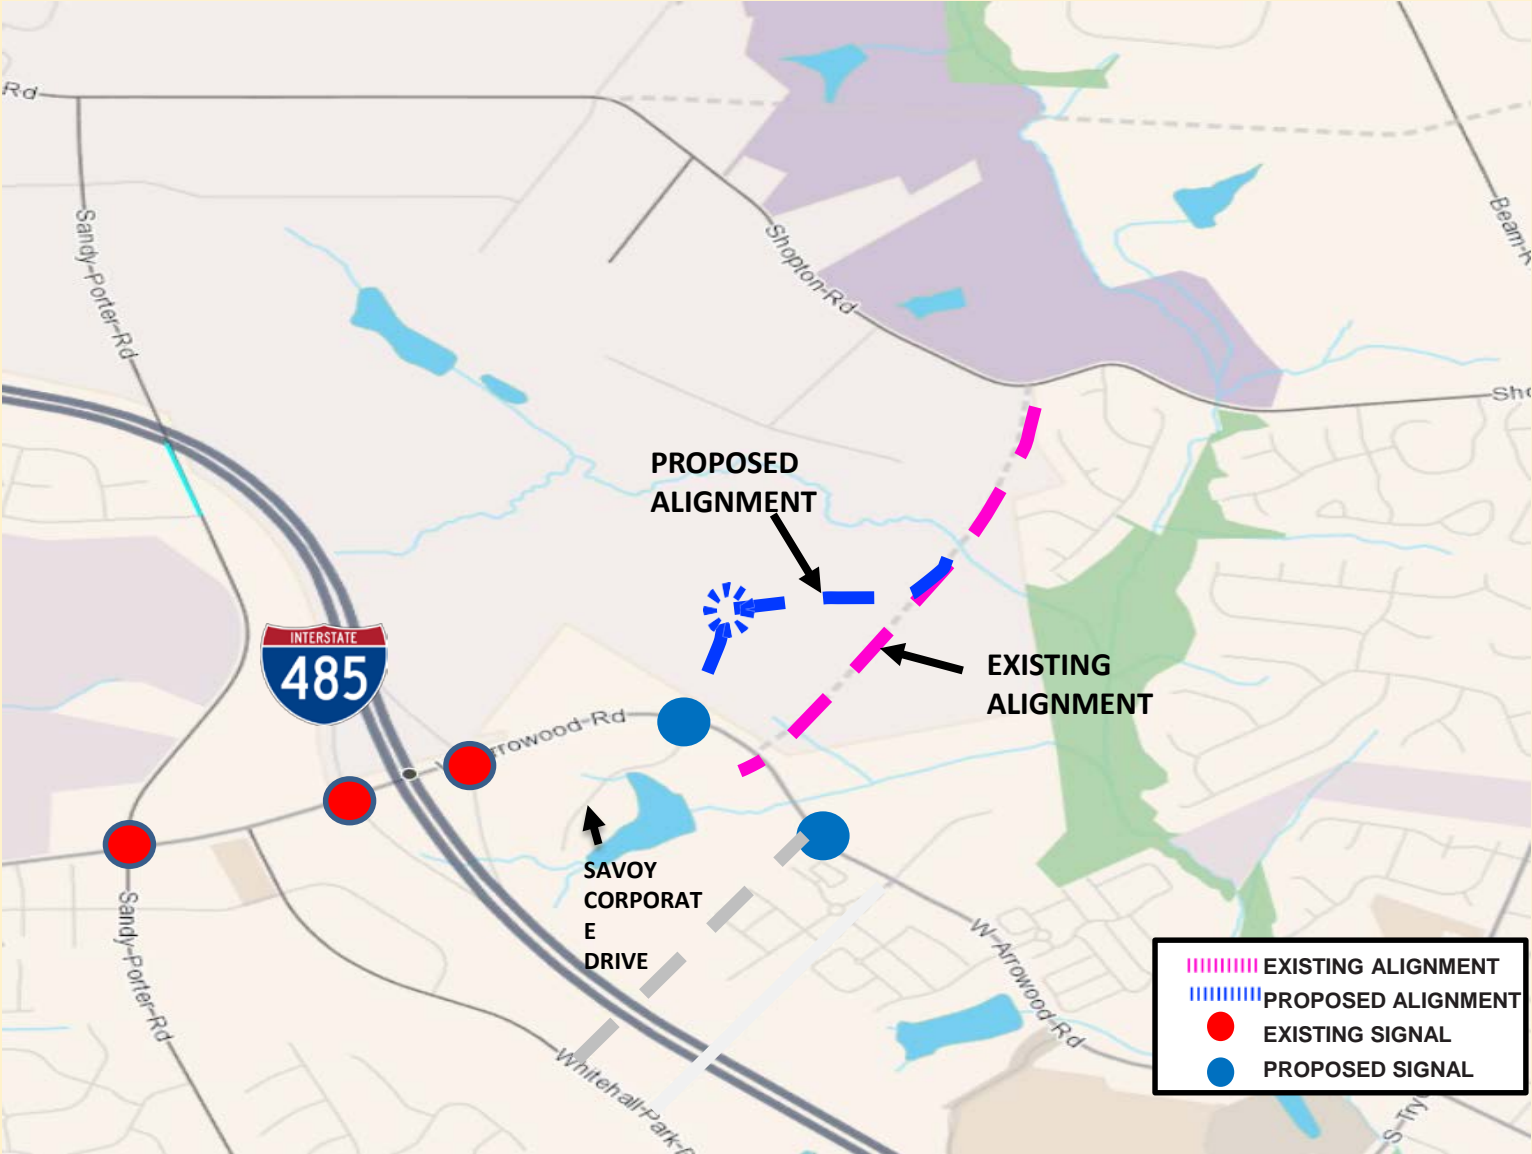 Rd
Sandy-Porter-Rd
Shopton-Rd
Beam-R
Sho
PROPOSED
ALIGNMENT
INTERSTATE
485
EXISTING
ALIGNMENT
rrowood-Rd
SAVOY
CORPORAT
E
DRIVE
Sandy-Porter-Rd
W-Arrowood-Rd
Whitehall-Park-
S-Try
EXISTING ALIGNMENT
PROPOSED ALIGNMENT
EXISTING SIGNAL
PROPOSED SIGNAL